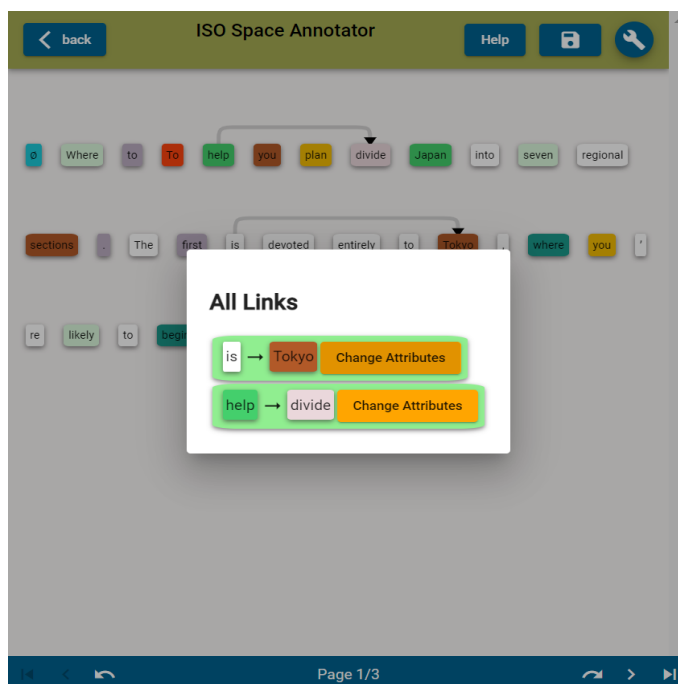 back
ISO Space Annotator
Help
ø Where to To help you plan divide Japan into seven regional
sections . The first is devoted entirely to Tokyo , where you '
re likely to
All Links
is → Tokyo Change Attributes
help → divide Change Attributes
Page 1/3